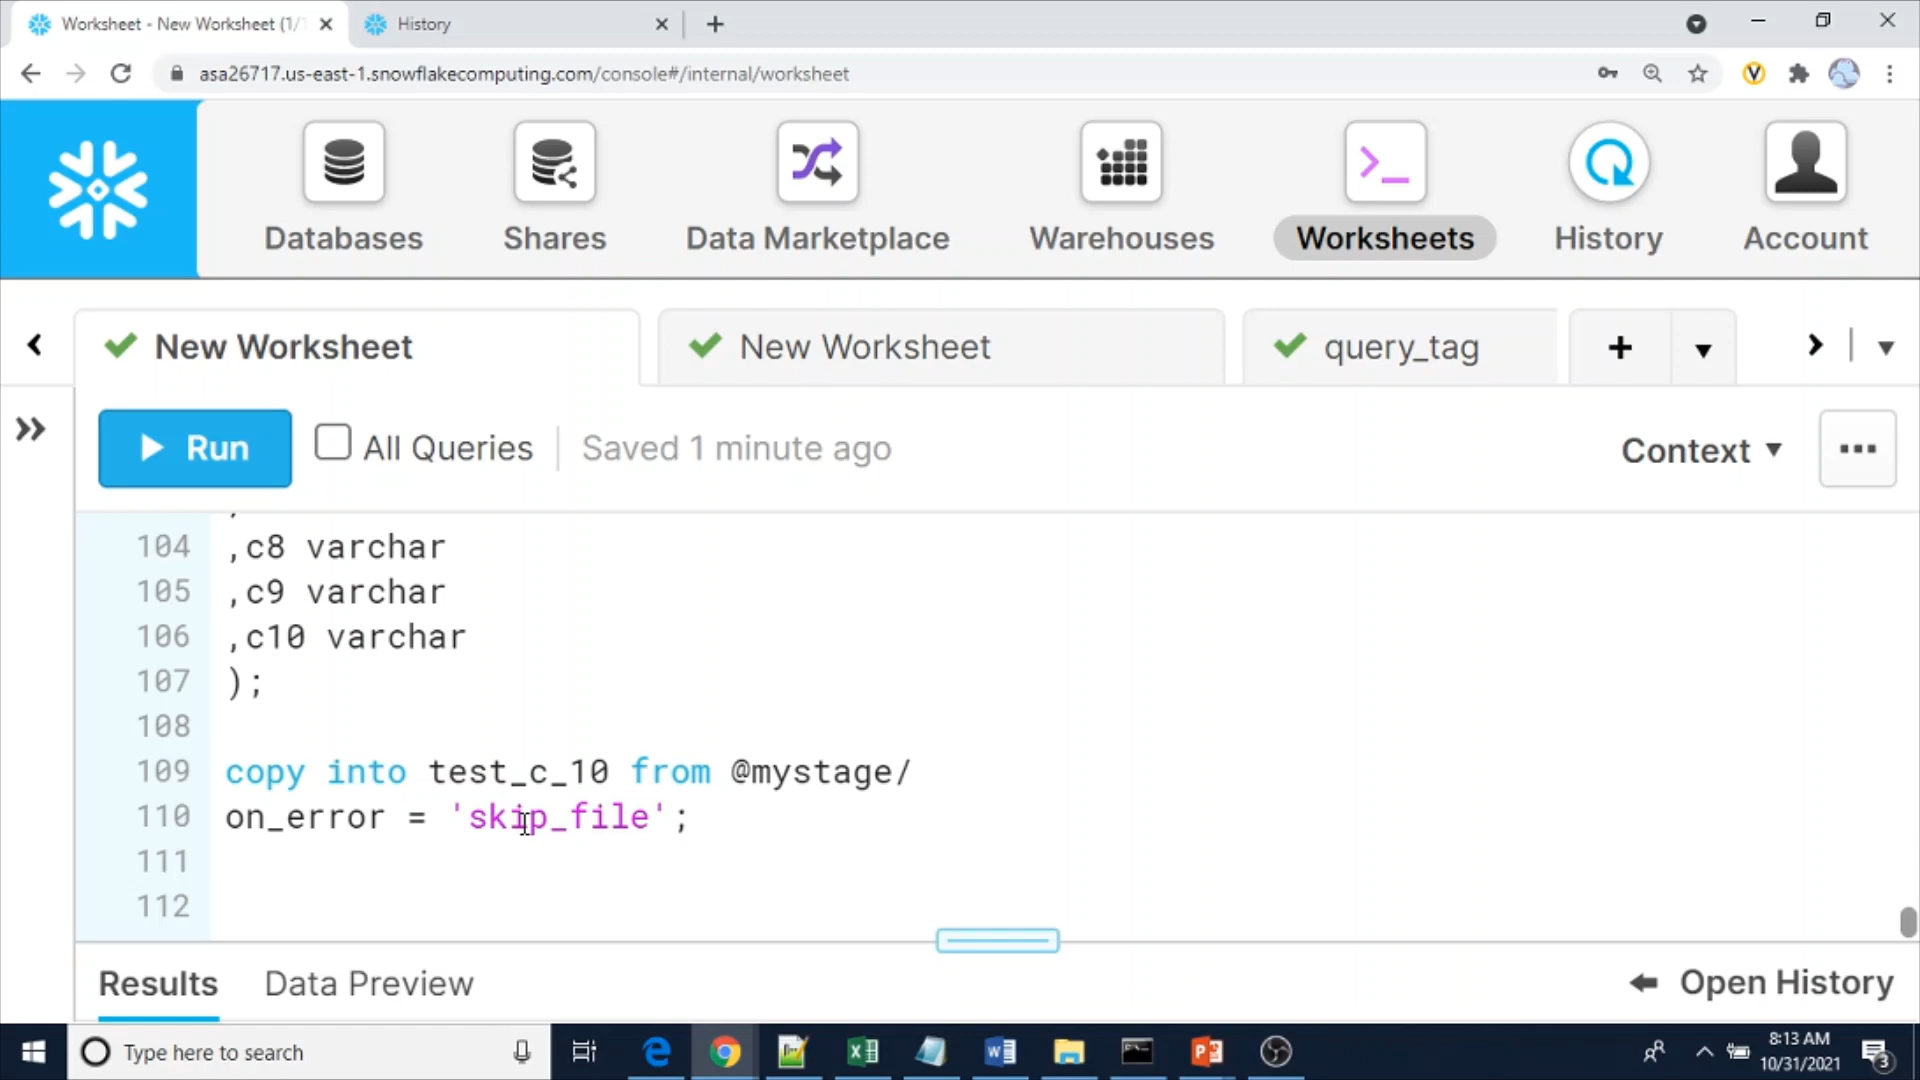 Worksheet - New Worksheet (1/
History
asa26717.us-east-1.snowflakecomputing.com/console#/internal/worksheet
Databases
Shares
Data Marketplace
Warehouses
Worksheets
History
Account
New Worksheet
New Worksheet
query_tag
Run
All Queries
Saved 1 minute ago
Context
104 ,c8 varchar
105 ,c9 varchar
106 ,c10 varchar
107 );
108
109 copy into test_c_10 from @mystage/
110 on_error = 'skip_file';
111
112
Results
Data Preview
Open History
Type here to search
8:13 AM
10/31/2021
3